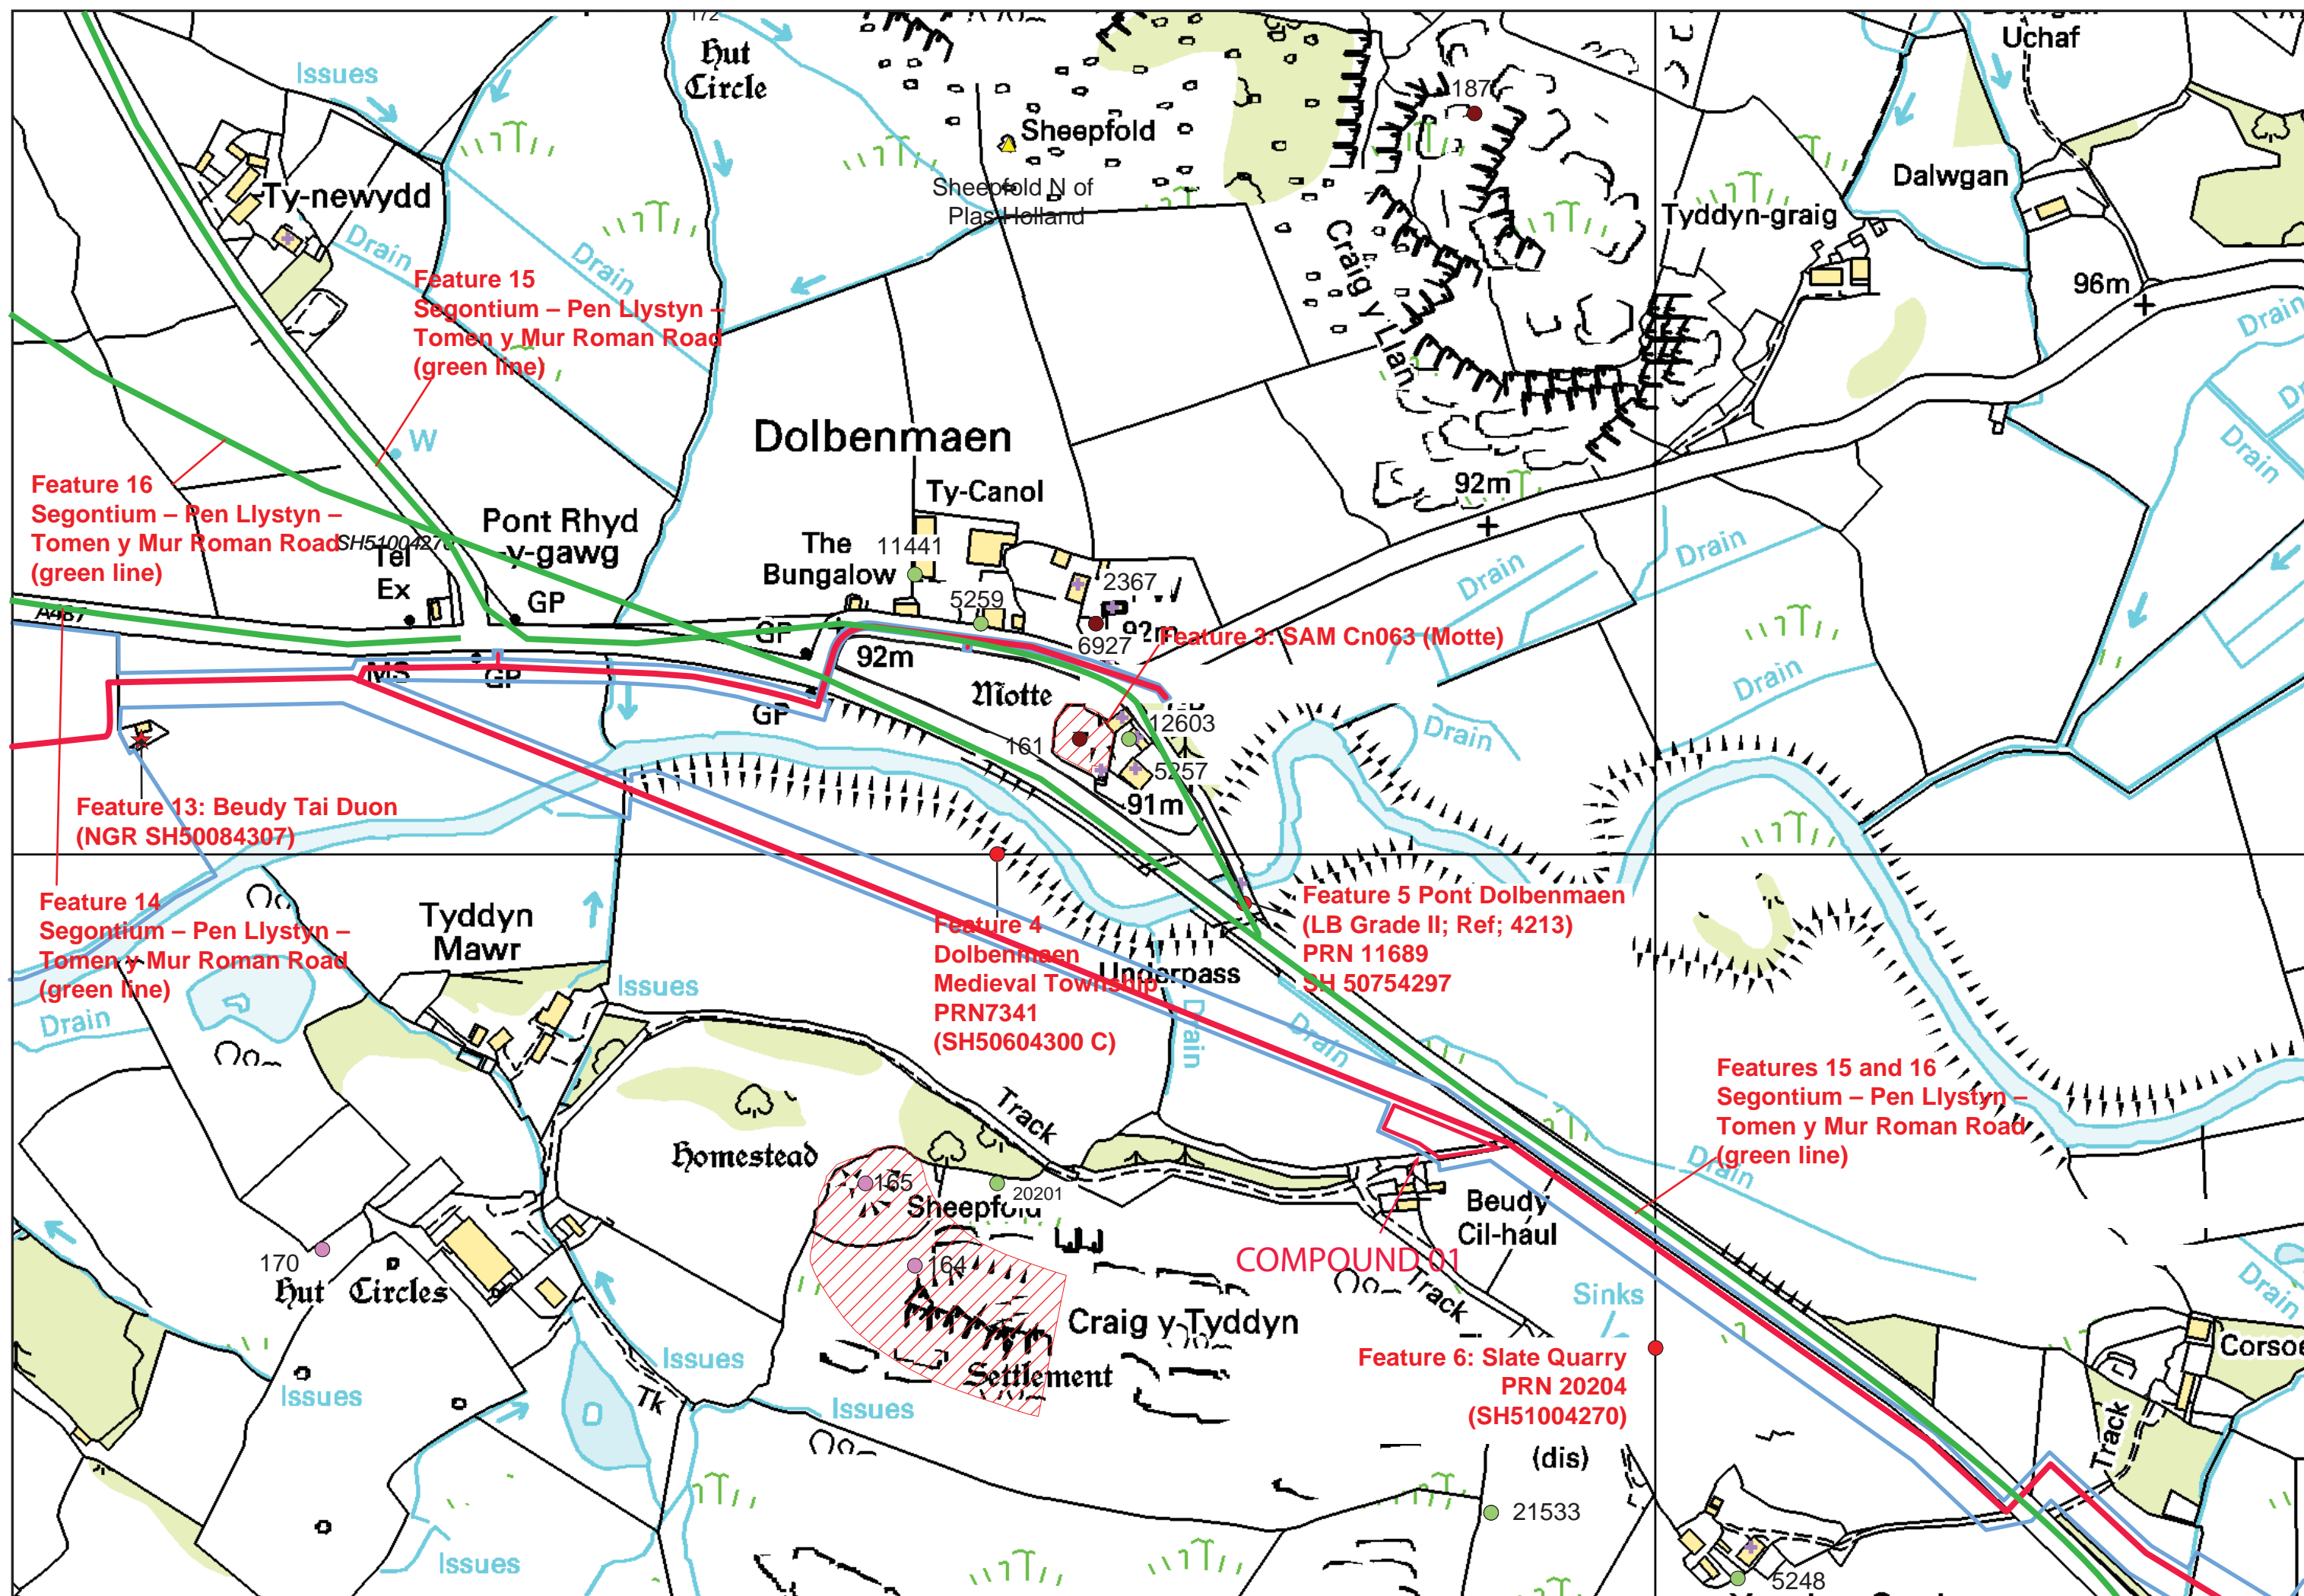 172
Hut
Circle
Issues
Uchaf
187
Sheepfold
Sheepfold N of
Plas Holland
Ty-newydd
Drain
Drain
Dalwgan
Tyddyn-graig
Craig y Llan
96m
Drain
Drain
Feature 15
Segontium – Pen Llystyn –
Tomen y Mur Roman Road
(green line)
W
Dolbenmaen
Ty-Canol
92m
Feature 16
Segontium – Pen Llystyn –
Tomen y Mur Roman Road
(green line)
Tel
Ex
Pont Rhyd
-y-gawg
The
Bungalow
11441
5259
2367
6927
92m
Drain
Drain
A487
GP
GP
92m
Feature 3: SAM Cn063 (Motte)
MS
GP
GP
Motte
161
12603
5257
91m
Drain
Drain
Feature 13: Beudy Tai Duon
(NGR SH50084307)
Feature 14
Segontium – Pen Llystyn –
Tomen y Mur Roman Road
(green line)
Drain
Tyddyn
Mawr
Issues
Feature 4
Dolbenmaen
Medieval Township
PRN7341
(SH50604300 C)
Underpass
Drain
Drain
Feature 5 Pont Dolbenmaen
(LB Grade II; Ref; 4213)
PRN 11689
SH 50754297
Features 15 and 16
Segontium – Pen Llystyn –
Tomen y Mur Roman Road
(green line)
Drain
Track
Homestead
165
Sheepfold
20201
164
Beudy
Cil-haul
COMPOUND 01
Track
170
Hut Circles
Craig y Tyddyn
Settlement
Sinks
Drain
Feature 6: Slate Quarry
PRN 20204
(SH51004270)
(dis)
Issues
Issues
Issues
Issues
Tk
Track
21533
5248